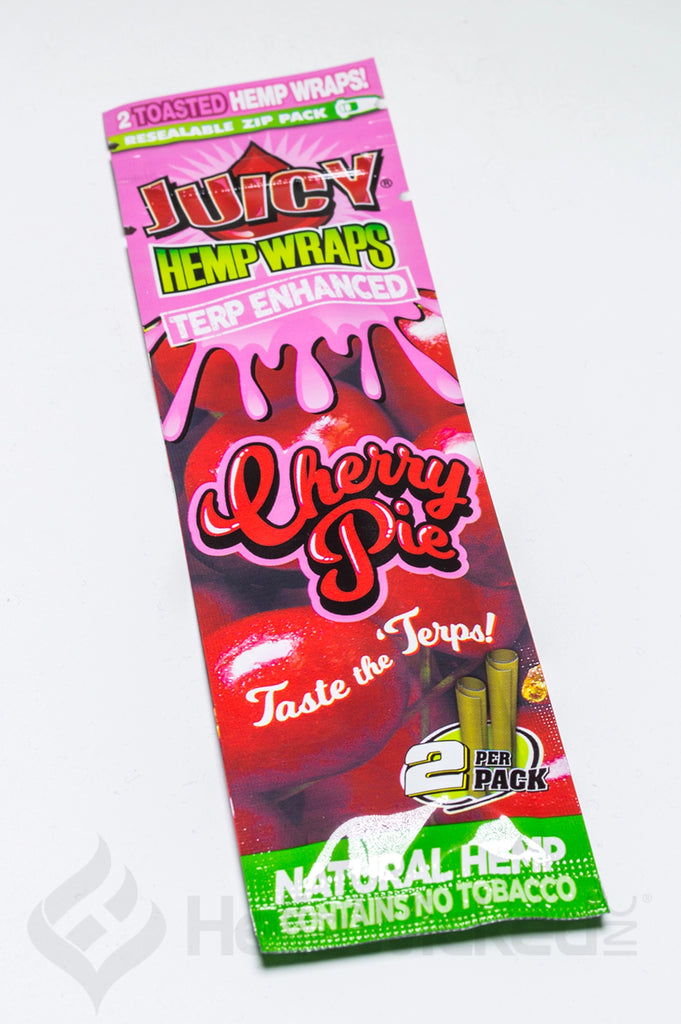 2 TOASTED HEMP WRAPS!
RESEALABLE ZIP PACK
JUICY®
HEMP WRAPS
TERP ENHANCED
Cherry
Pie
Taste the 'Terps!
2 PER
PACK
NATURAL HEMP
CONTAINS NO TOBACCO
INC
®